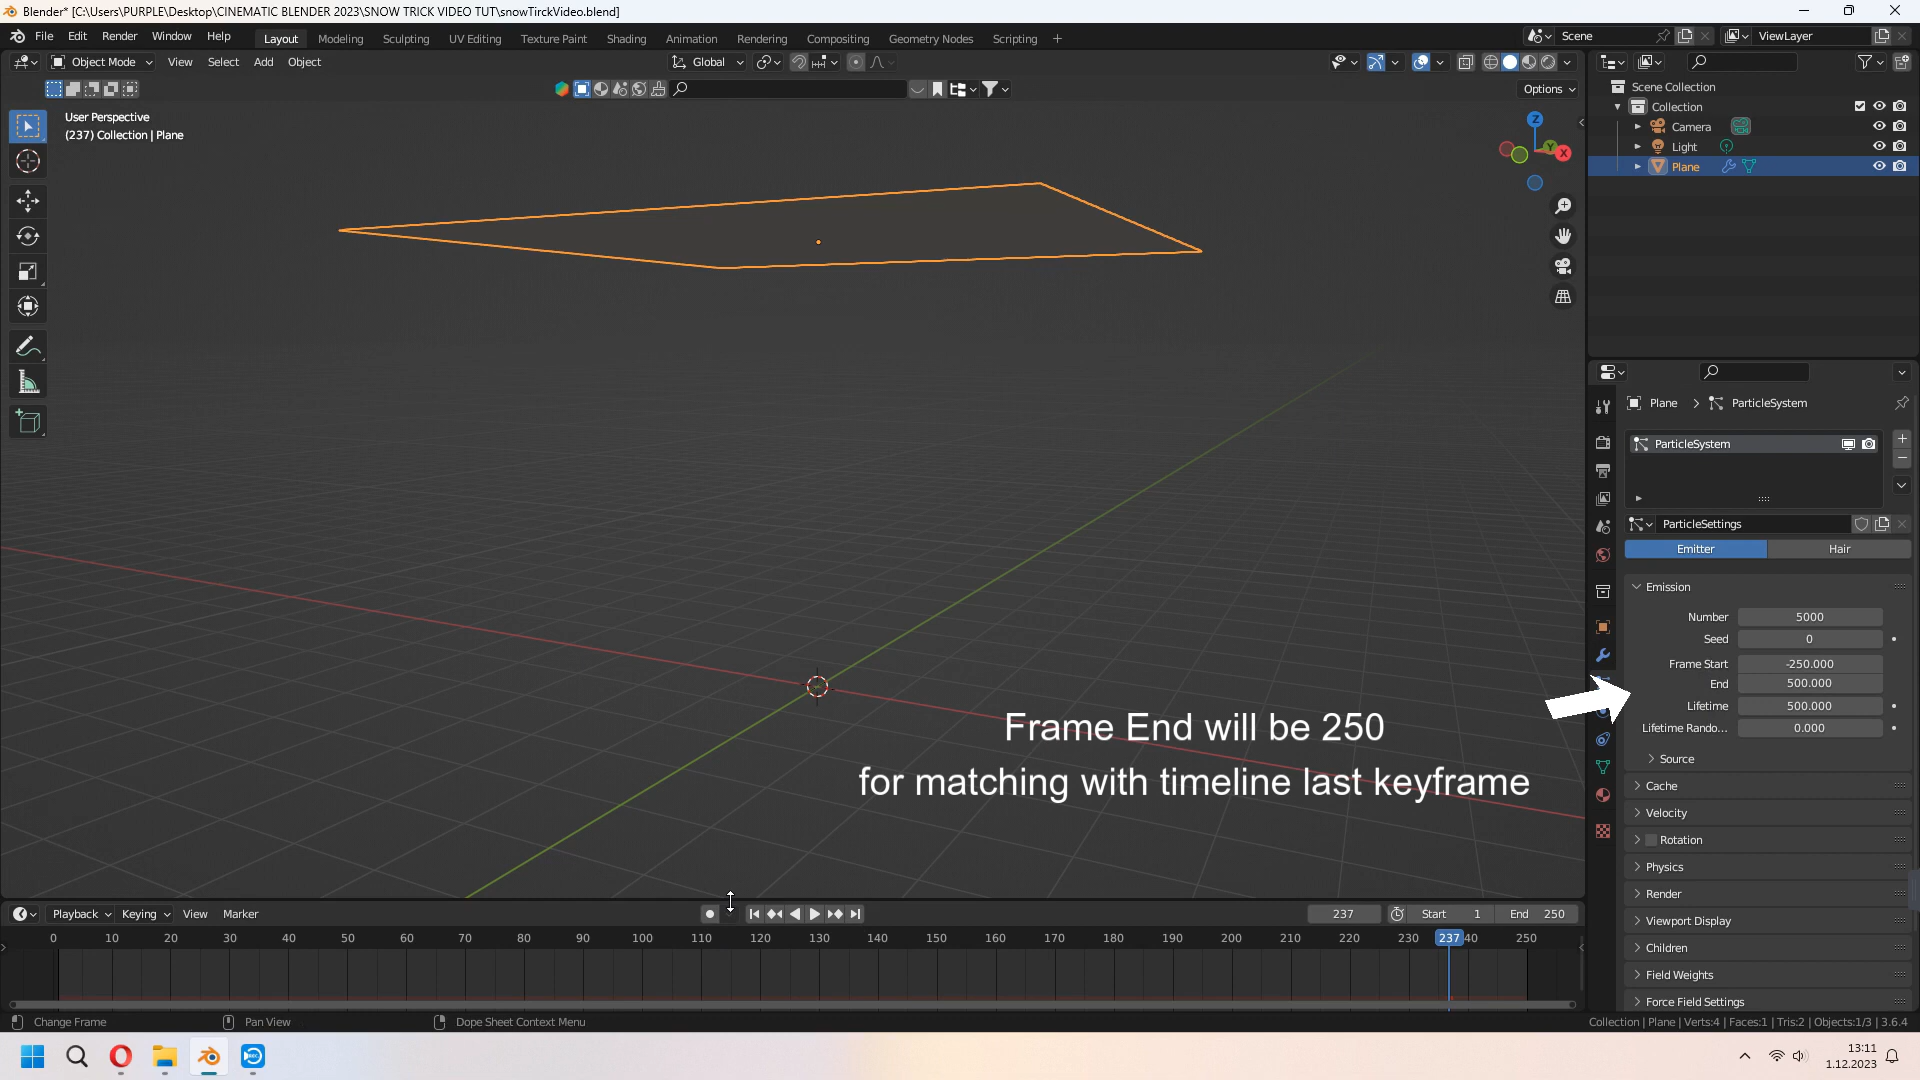 Blender* [C:\Users\PURPLE\Desktop\CINEMATIC BLENDER 2023\SNOW TRICK VIDEO TUT\snowTirckVideo.blend]
File Edit Render Window Help Layout Modeling Sculpting UV Editing Texture Paint Shading Animation Rendering Compositing Geometry Nodes Scripting + Scene ViewLayer
Object Mode View Select Add Object Global
Options
User Perspective
(237) Collection | Plane
Z
Y
X
Scene Collection
Collection
Camera
Light
Plane
Plane > ParticleSystem
ParticleSystem
ParticleSettings
Emitter Hair
Emission
Number 5000
Seed 0
Frame Start -250.000
End 500.000
Lifetime 500.000
Lifetime Rando... 0.000
Source
Cache
Velocity
Rotation
Physics
Render
Viewport Display
Children
Field Weights
Force Field Settings
Frame End will be 250
for matching with timeline last keyframe
Playback Keying View Marker 237 Start 1 End 250
0 10 20 30 40 50 60 70 80 90 100 110 120 130 140 150 160 170 180 190 200 210 220 230 237 40 250
Change Frame Pan View Dope Sheet Context Menu Collection | Plane | Verts:4 | Faces:1 | Tris:2 | Objects:1/3 | 3.6.4
13:11
1.12.2023